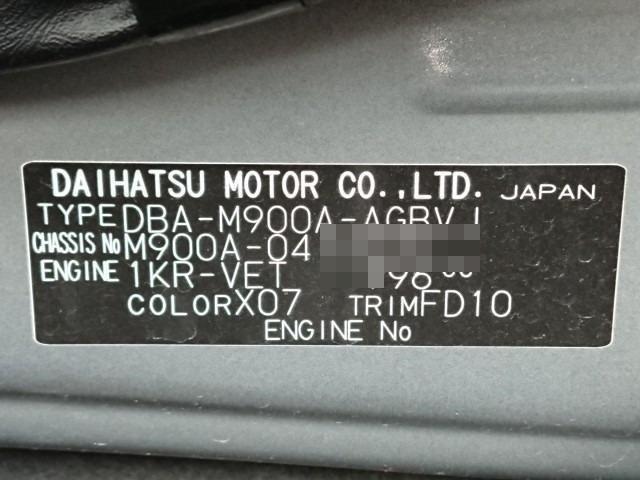 DAIHATSU MOTOR CO.,LTD. JAPAN
TYPE DBA-M900A-AGBVJ
CHASSIS No M900A-04
ENGINE 1KR-VET 96
COLOR X07 TRIM FD10
ENGINE No